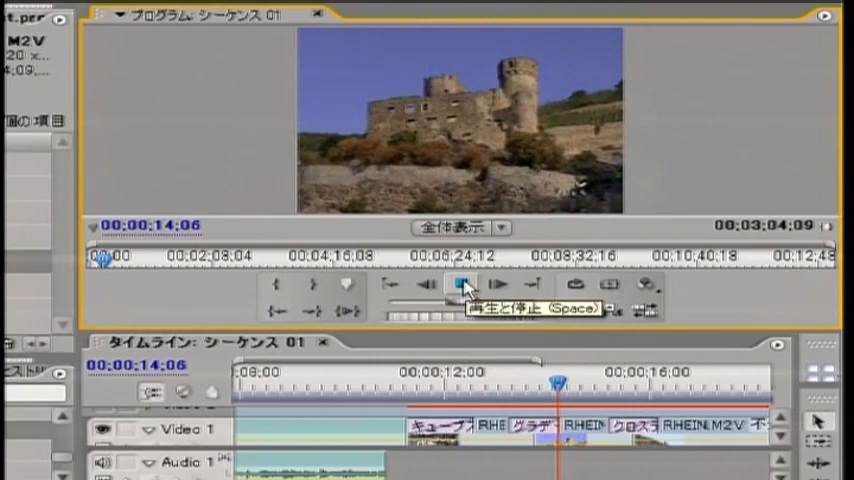 プログラム: シーケンス 01
M2V
20 x...
4;09,...
個の項目
00;00;14;06
全体表示
00;03;04;09
00;00 00;02;08;04 00;04;16;08 00;06;24;12 00;08;32;16 00;10;40;18 00;12;48
再生と停止 (Space)
タイムライン: シーケンス 01
00;00;14;06
;08;00 00;00;12;00 00;00;16;00
Video 1
キューブス RHE グラデ RHEIN クロス RHEIN.M2V 不
Audio 1